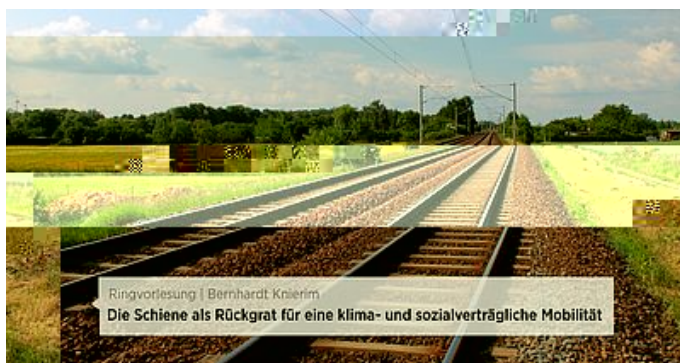 Ringvorlesung | Bernhardt Knierim
Die Schiene als Rückgrat für eine klima- und sozialverträgliche Mobilität